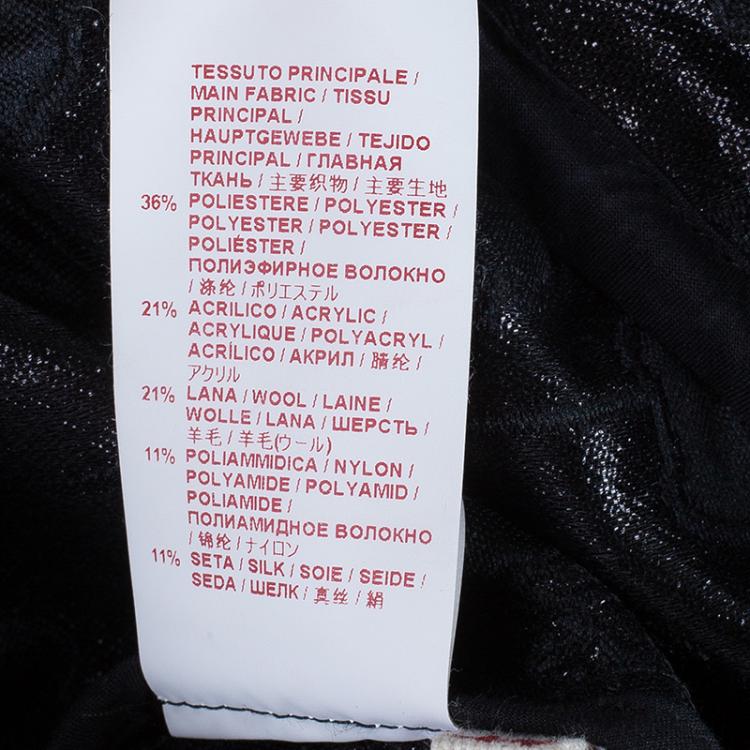 TESSUTO PRINCIPALE /
MAIN FABRIC / TISSU
PRINCIPAL /
HAUPTGEWEBE / TEJIDO
PRINCIPAL / ГЛАВНАЯ
ТКАНЬ / 主要织物 / 主要生地
36% POLIESTERE / POLYESTER /
POLYESTER / POLYESTER /
POLIÉSTER /
ПОЛИЭФИРНОЕ ВОЛОКНО
/ 涤纶 / ポリエステル
21% ACRILICO / ACRYLIC /
ACRYLIQUE / POLYACRYL /
ACRÍLICO / АКРИЛ / 腈纶 /
アクリル
21% LANA / WOOL / LAINE /
WOLLE / LANA / ШЕРСТЬ /
羊毛 / 羊毛(ウール)
11% POLIAMMIDICA / NYLON /
POLYAMIDE / POLYAMID /
POLIAMIDE /
ПОЛИАМИДНОЕ ВОЛОКНО
/ 锦纶 / ナイロン
11% SETA / SILK / SOIE / SEIDE /
SEDA / ШЕЛК / 真丝 / 絹